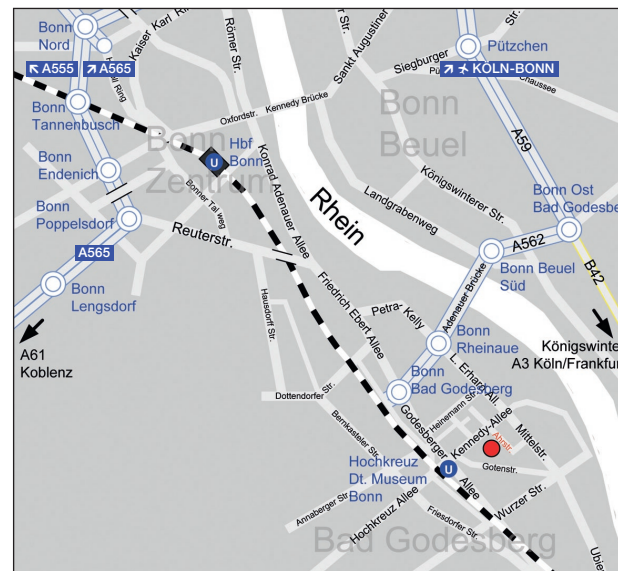 Bonn
Nord
Kaiser Karl Ring
Römer Str.
Sankt Augustiner
Siegburger
Pützchen
Chaussee
A555
A565
KÖLN-BONN
Bonn
Tannenbusch
Oxfordstr.
Kennedy Brücke
Bonn
Beuel
A59
Bonn
Zentrum
Hbf
Bonn
U
Bonn
Endenich
Konrad Adenauer Allee
Königswinterer Str.
Rhein
Landgrabenweg
Bonn Ost
Bad Godesbe
Bonner Tal weg
Bonn
Poppelsdorf
Reuterstr.
A562
B42
A565
Bonn Beuel
Süd
Bonn
Lengsdorf
Hausdorff Str.
Friedrich Ebert Allee
Petra-Kelly
Adenauer Brücke
A61
Koblenz
Bonn
Rheinaue
Königswinte
A3 Köln/Frankfur
L. Erhard All.
Bonn
Bad Godesberg
Dottendorfer
Str.
Heinemann Str.
Kennedy-Allee
Ahrstr.
Mittelstr.
Bernkasteler Str.
Godesberger
Allee
Gotenstr.
Hochkreuz
Dt. Museum
Bonn
U
Annaberger Str.
Hochkreuz Allee
Friesdorfer Str.
Wurzer Str.
Bad Godesberg
Ubie